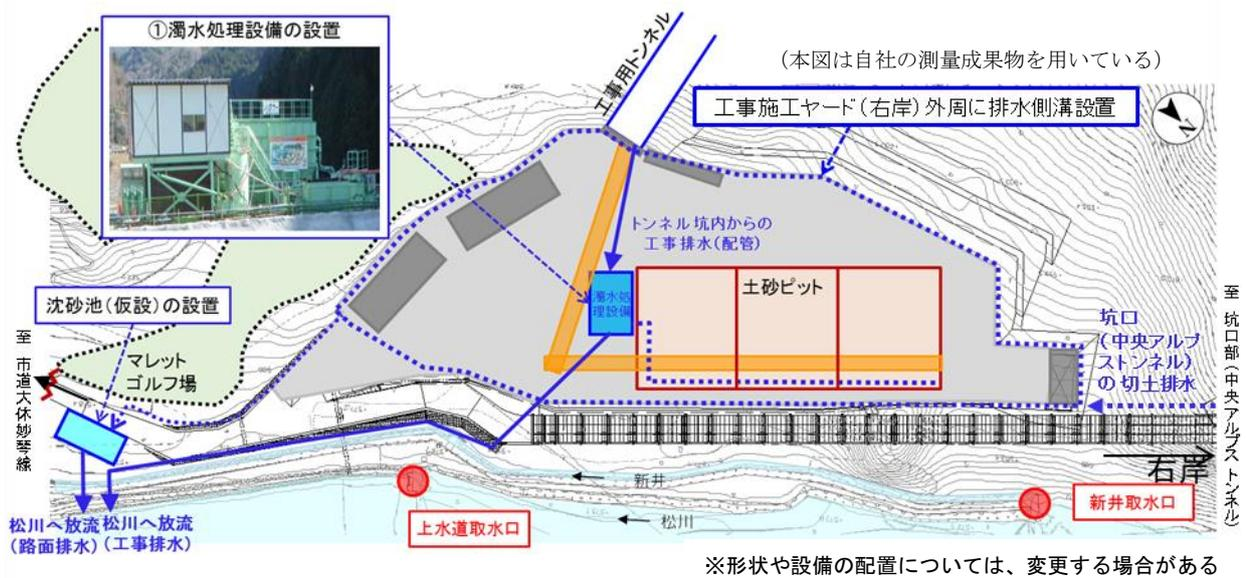 ①濁水処理設備の設置
工事用トンネル
(本図は自社の測量成果物を用いている)
工事施工ヤード(右岸)外周に排水側溝設置
N
トンネル坑内からの
工事排水(配管)
濁水処
理設備
土砂ピット
沈砂池(仮設)の設置
マレット
ゴルフ場
至 市道大休妙琴線
坑口
(中央アルプ
ストンネル)
の切土排水
至 坑口部(中央アルプストンネル)
右岸
新井
松川
上水道取水口
新井取水口
松川へ放流
(路面排水)
松川へ放流
(工事排水)
※形状や設備の配置については、変更する場合がある